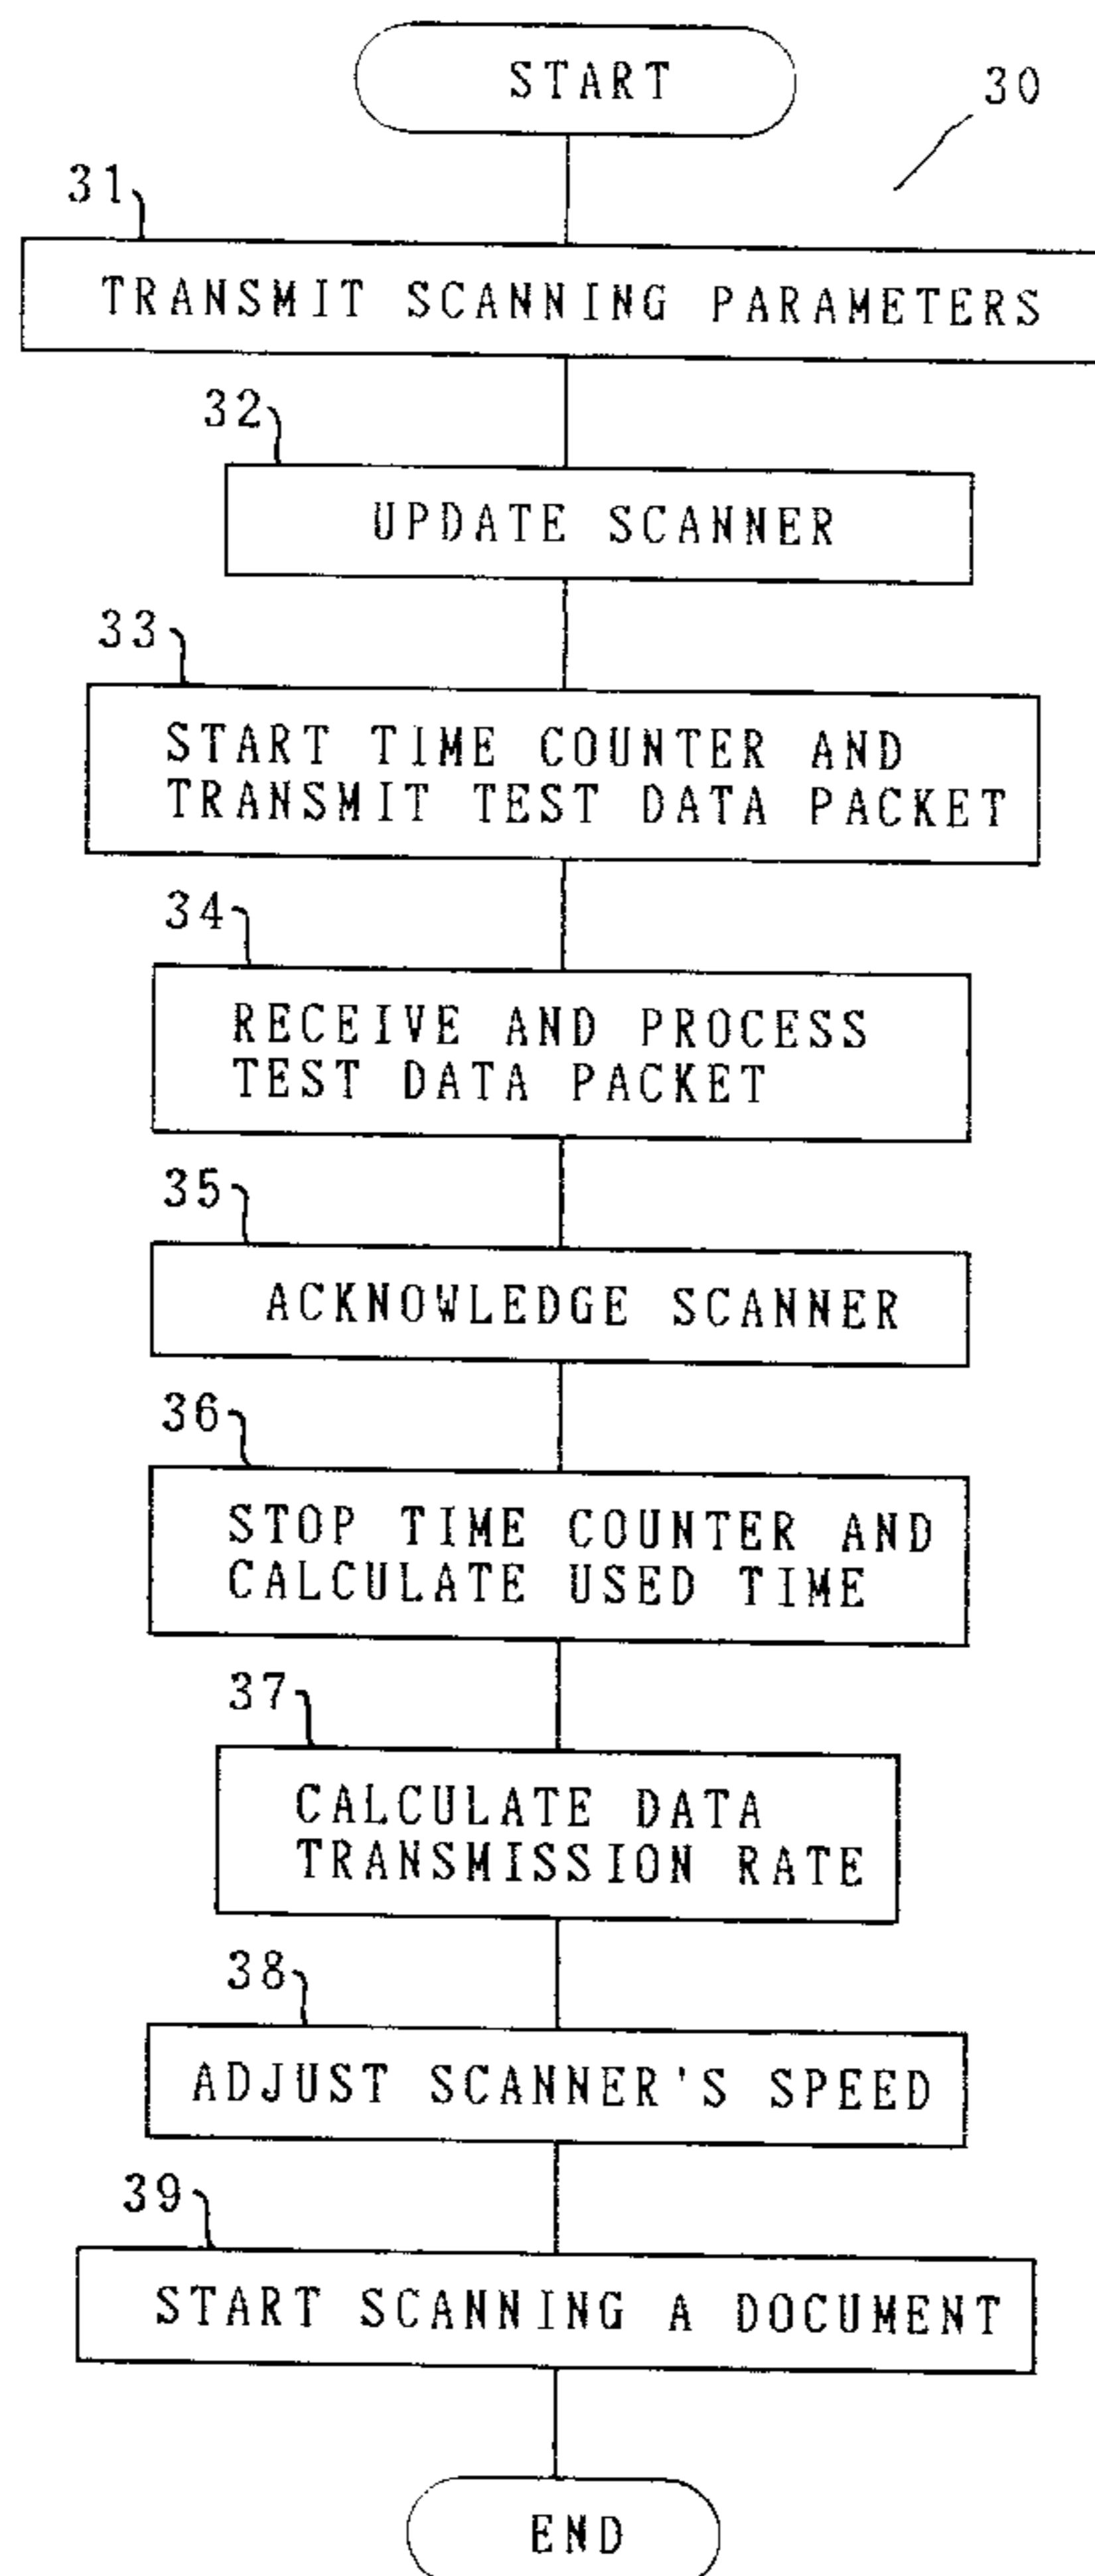 START
30
31
TRANSMIT SCANNING PARAMETERS
32
UPDATE SCANNER
33
START TIME COUNTER AND
TRANSMIT TEST DATA PACKET
34
RECEIVE AND PROCESS
TEST DATA PACKET
35
ACKNOWLEDGE SCANNER
36
STOP TIME COUNTER AND
CALCULATE USED TIME
37
CALCULATE DATA
TRANSMISSION RATE
38
ADJUST SCANNER'S SPEED
39
START SCANNING A DOCUMENT
END